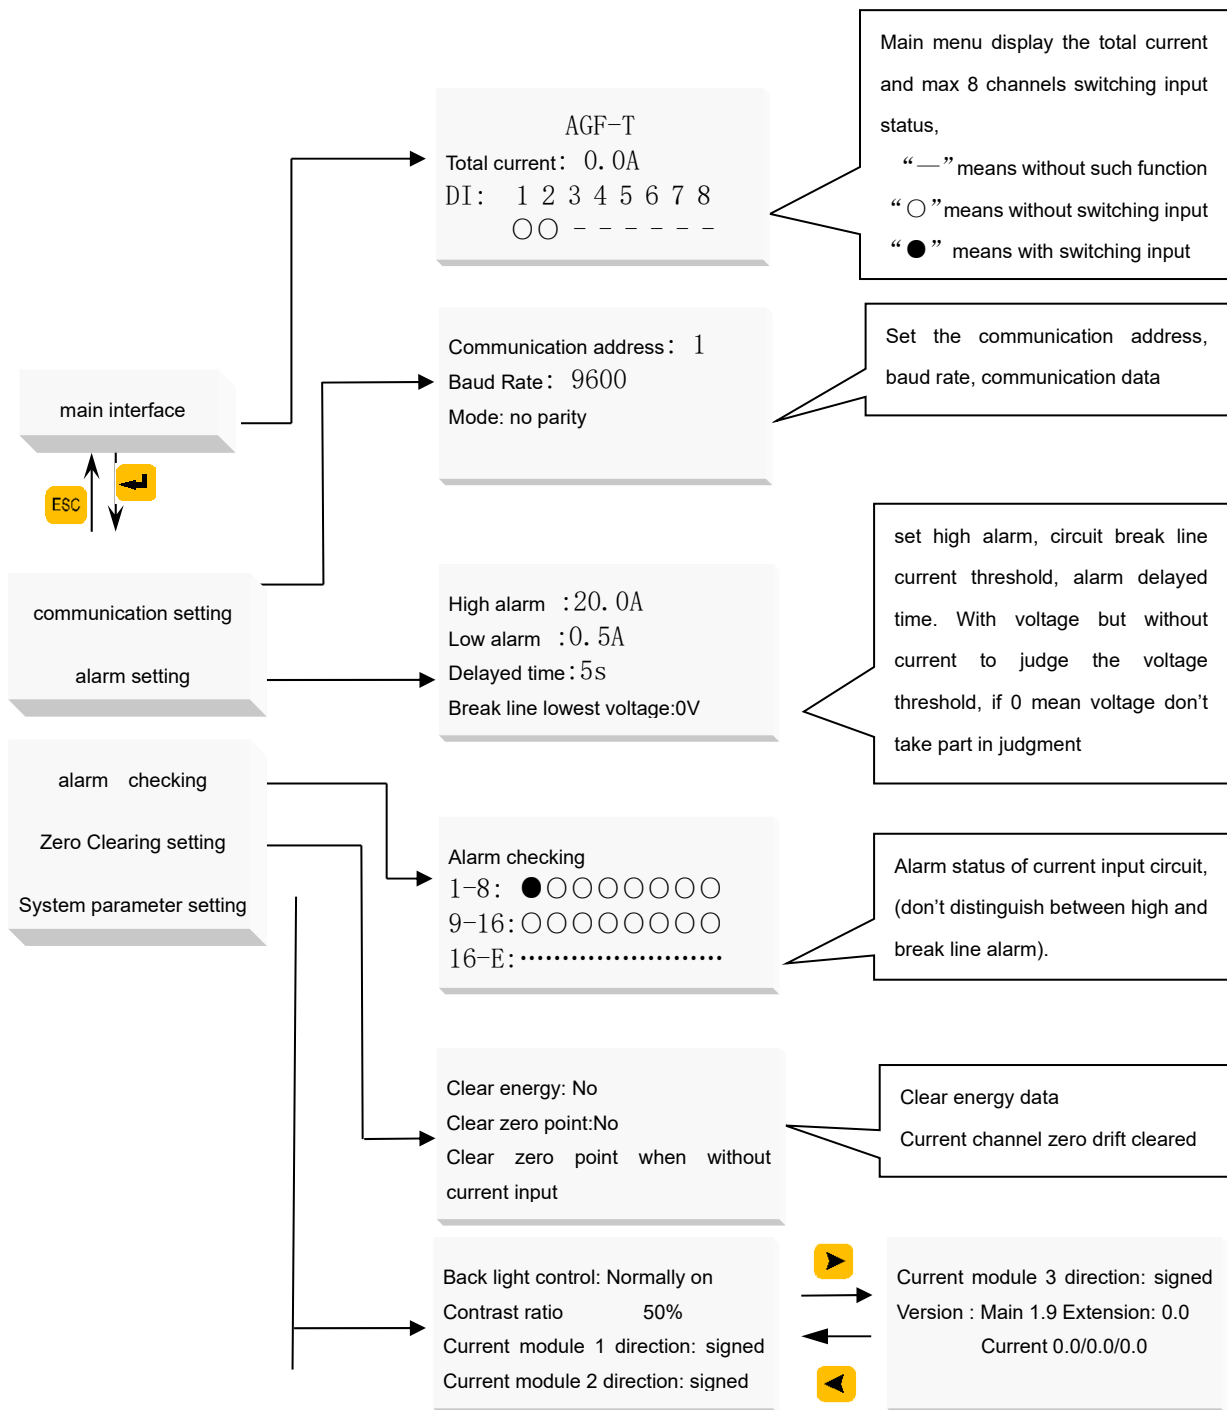 Main menu display the total current
and max 8 channels switching input
status,
“—”means without such function
“○”means without switching input
“●” means with switching input
AGF-T
Total current: 0.0A
DI: 1 2 3 4 5 6 7 8
○○ - - - - - -
Set the communication address,
baud rate, communication data
Communication address: 1
Baud Rate: 9600
Mode: no parity
main interface
ESC
communication setting
alarm setting
set high alarm, circuit break line
current threshold, alarm delayed
time. With voltage but without
current to judge the voltage
threshold, if 0 mean voltage don’t
take part in judgment
High alarm :20.0A
Low alarm :0.5A
Delayed time:5s
Break line lowest voltage:0V
alarm checking
Zero Clearing setting
System parameter setting
Alarm checking
1-8: ●○○○○○○○
9-16:○○○○○○○○
16-E:························
Alarm status of current input circuit,
(don’t distinguish between high and
break line alarm).
Clear energy: No
Clear zero point:No
Clear zero point when without
current input
Clear energy data
Current channel zero drift cleared
Back light control: Normally on
Contrast ratio 50%
Current module 1 direction: signed
Current module 2 direction: signed
Current module 3 direction: signed
Version : Main 1.9 Extension: 0.0
Current 0.0/0.0/0.0